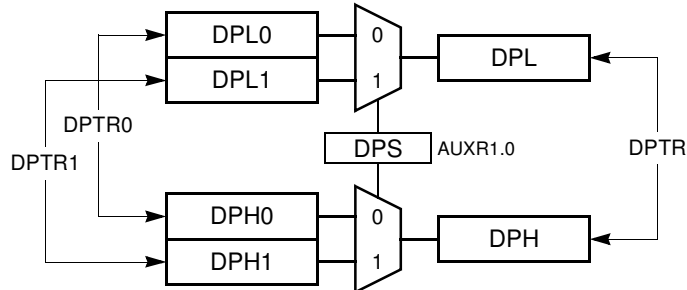 DPL0 0 DPL
DPL1 1
DPTR0
DPTR1 DPS AUXR1.0 DPTR
DPH0 0 DPH
DPH1 1